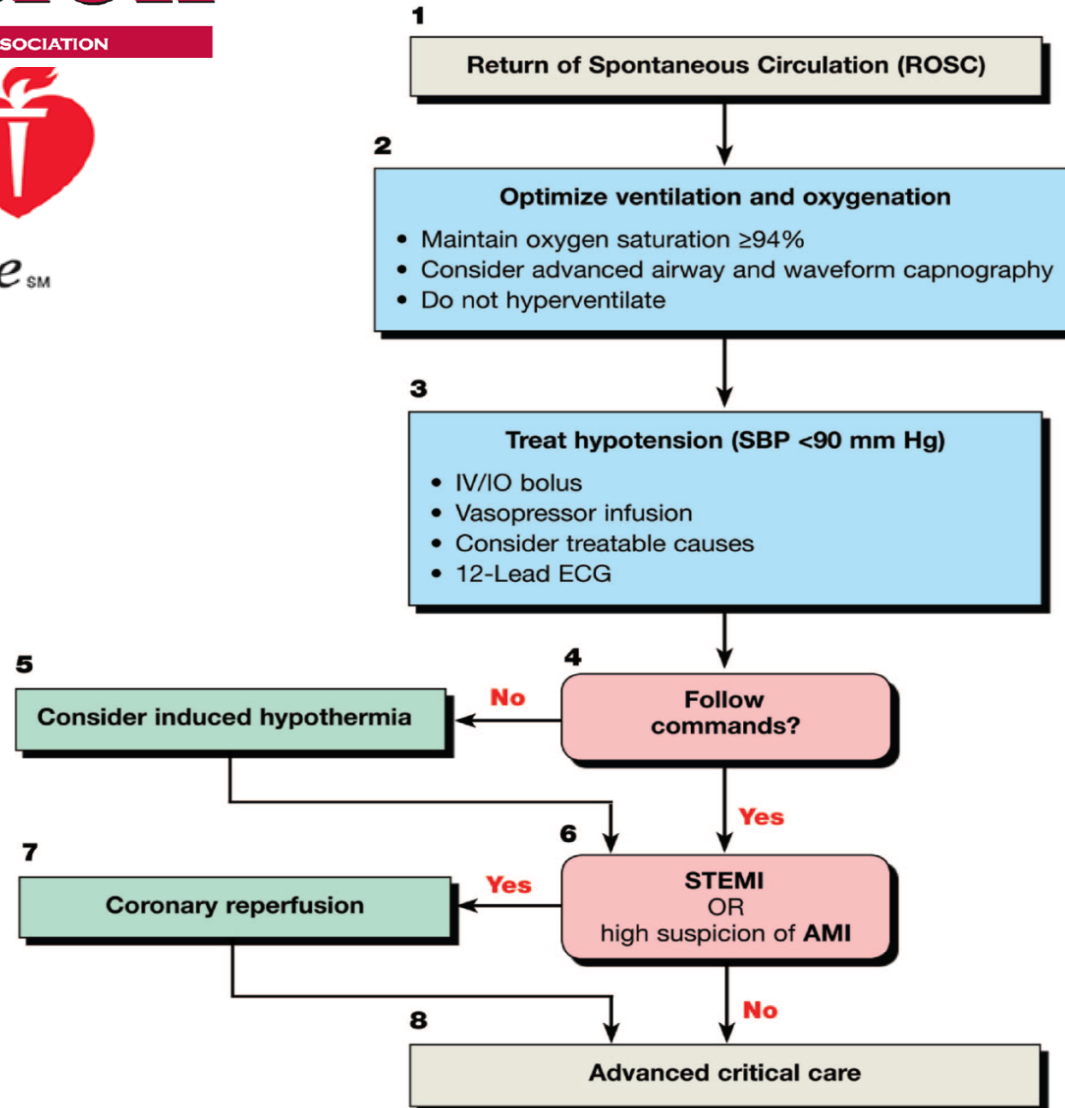 SOCIATION
e SM
1
Return of Spontaneous Circulation (ROSC)
2
Optimize ventilation and oxygenation
• Maintain oxygen saturation ≥94%
• Consider advanced airway and waveform capnography
• Do not hyperventilate
3
Treat hypotension (SBP <90 mm Hg)
• IV/IO bolus
• Vasopressor infusion
• Consider treatable causes
• 12-Lead ECG
4
Follow
commands?
No
5
Consider induced hypothermia
Yes
6
STEMI
OR
high suspicion of AMI
Yes
7
Coronary reperfusion
No
8
Advanced critical care